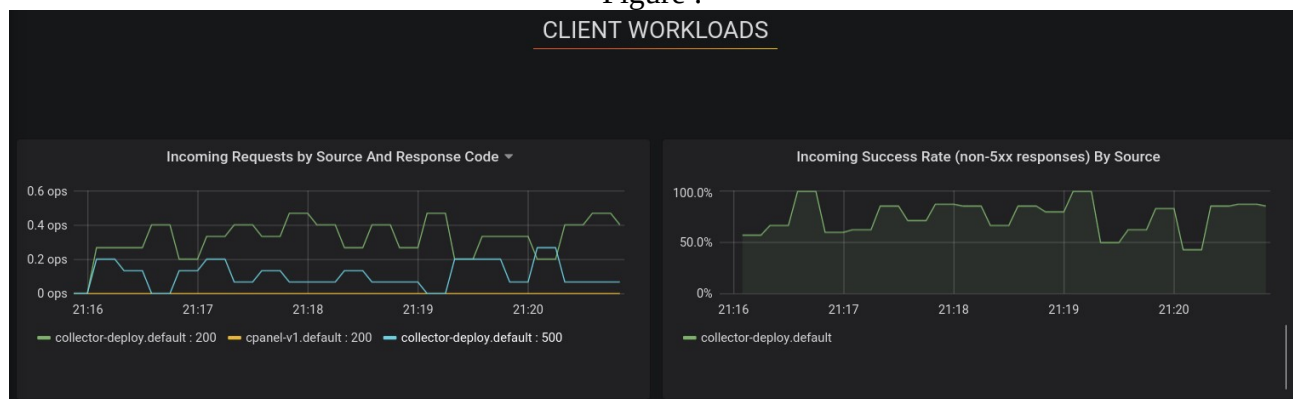 Figure :
CLIENT WORKLOADS
Incoming Requests by Source And Response Code
0.6 ops
0.4 ops
0.2 ops
0 ops
21:16 21:17 21:18 21:19 21:20
collector-deploy.default : 200 cpanel-v1.default : 200 collector-deploy.default : 500
Incoming Success Rate (non-5xx responses) By Source
100.0%
50.0%
0%
21:16 21:17 21:18 21:19 21:20
collector-deploy.default